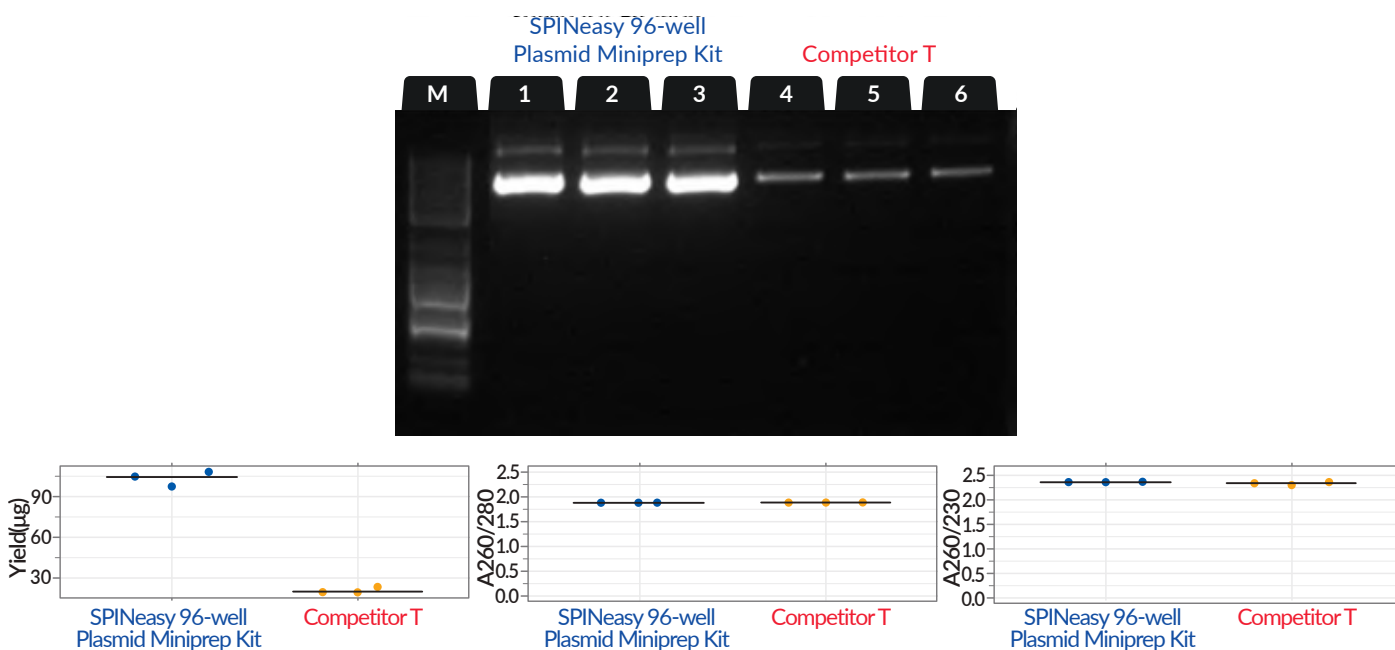 SPINeasy 96-well
Plasmid Miniprep Kit
Competitor T
M 1 2 3 4 5 6
Yield(µg)
90
60
30
SPINeasy 96-well
Plasmid Miniprep Kit
Competitor T
A260/280
2.5
2.0
1.5
1.0
0.5
0.0
SPINeasy 96-well
Plasmid Miniprep Kit
Competitor T
A260/230
2.5
2.0
1.5
1.0
0.5
0.0
SPINeasy 96-well
Plasmid Miniprep Kit
Competitor T